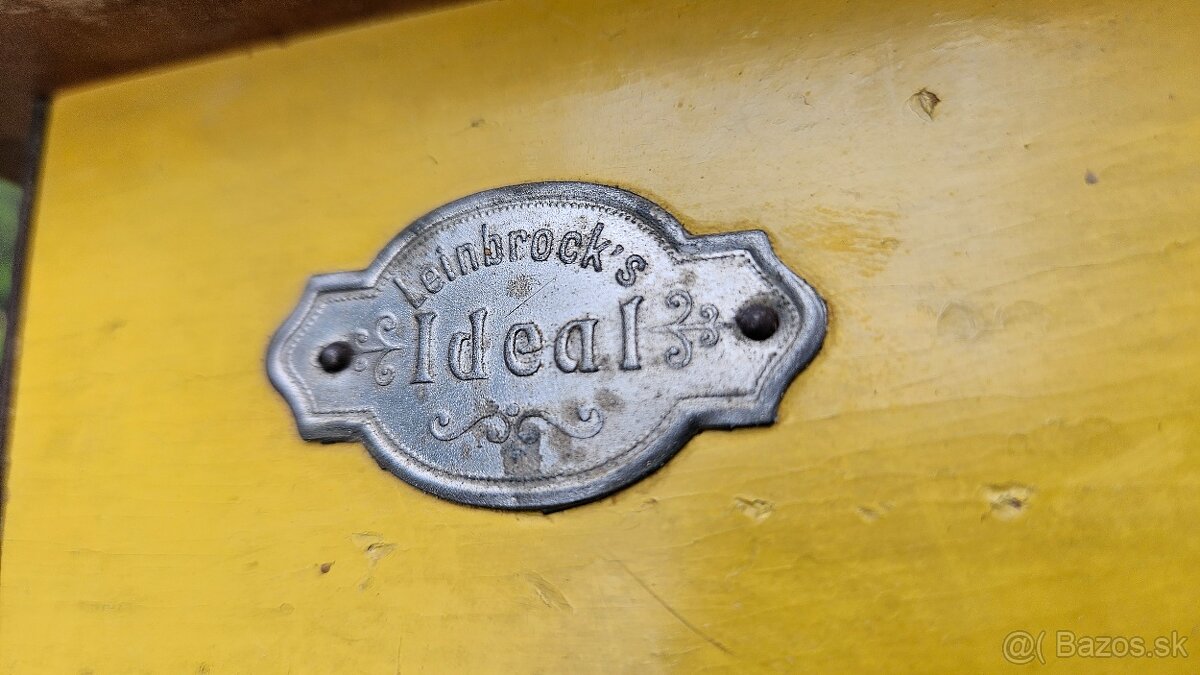 Leinbrock's
Ideal
@( Bazos.sk